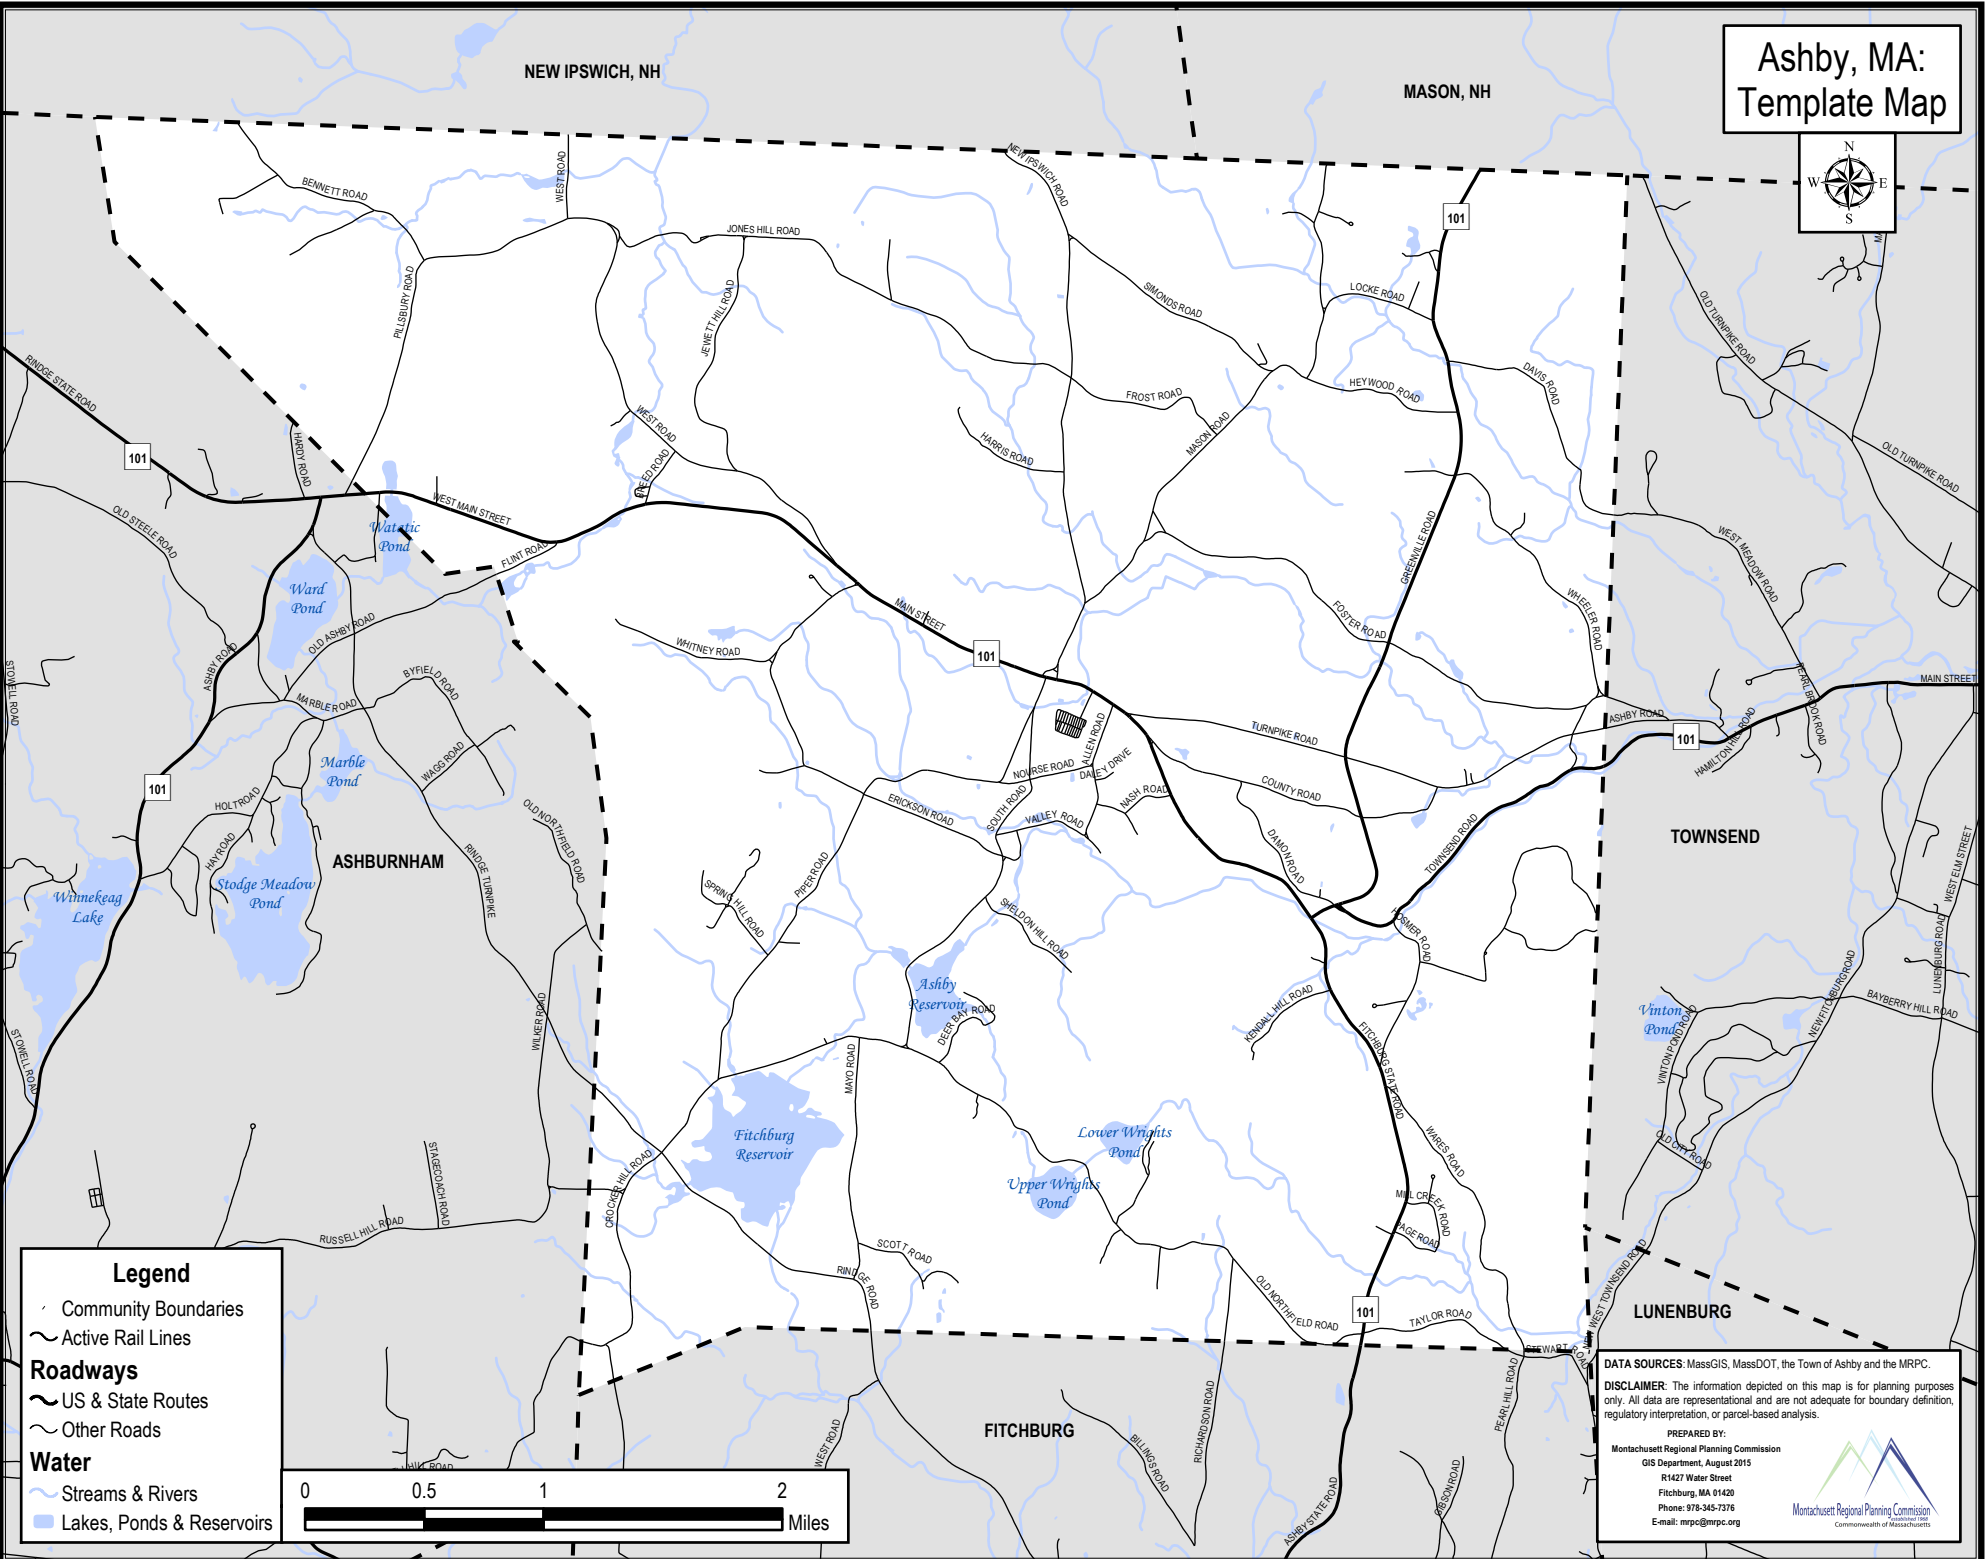 NEW IPSWICH, NH
MASON, NH
Ashby, MA:
Template Map
N
W
E
S
BENNETT ROAD
WEST ROAD
NEW IPSWICH ROAD
101
JONES HILL ROAD
PILLSBURY ROAD
JEWETT HILL ROAD
SIMONDS ROAD
LOCKE ROAD
OLD TURNPIKE ROAD
RINDGE STATE ROAD
DAVIS ROAD
HEYWOOD ROAD
FROST ROAD
MASON ROAD
WEST ROAD
HARRIS ROAD
HARDY ROAD
101
BREED ROAD
OLD TURNPIKE ROAD
WEST MAIN STREET
OLD STEELE ROAD
Watatic
Pond
FLINT ROAD
GREENVILLE ROAD
WEST MEADOW ROAD
Ward
Pond
MAIN STREET
FOSTER ROAD
WHEELER ROAD
OLD ASHBY ROAD
WHITNEY ROAD
101
ASHBY ROAD
STOWELL ROAD
BYFIELD ROAD
PEARL BROOK ROAD
MAIN STREET
MARBLE ROAD
ASHBY ROAD
TURNPIKE ROAD
ALLEN ROAD
101
HAMILTON HILL ROAD
Marble
Pond
WAGG ROAD
NOURSE ROAD
DALEY DRIVE
101
COUNTY ROAD
NASH ROAD
HOLT ROAD
OLD NORTHFIELD ROAD
ERICKSON ROAD
SOUTH ROAD
VALLEY ROAD
TOWNSEND ROAD
TOWNSEND
HAY ROAD
ASHBURNHAM
RINDGE TURNPIKE
DAMON ROAD
WEST ELM STREET
Winnekeag
Lake
Stodge Meadow
Pond
SPRING HILL ROAD
PIPER ROAD
SHELDON HILL ROAD
HOSMER ROAD
LUNENBURG ROAD
Ashby
Reservoir
DEER BAY ROAD
KENDALL HILL ROAD
NEW FITCHBURG ROAD
BAYBERRY HILL ROAD
Vinton
Pond
VINTON POND ROAD
WILKER ROAD
STOWELL ROAD
MAYO ROAD
FITCHBURG STATE ROAD
Fitchburg
Reservoir
Lower Wrights
Pond
WARES ROAD
OLD CITY ROAD
STAGECOACH ROAD
CROCKER HILL ROAD
Upper Wrights
Pond
MILL CREEK ROAD
RUSSELL HILL ROAD
PAGE ROAD
SCOTT ROAD
RINDGE ROAD
OLD NORTHFIELD ROAD
101
TAYLOR ROAD
NEW WEST TOWNSEND ROAD
LUNENBURG
STEWART ROAD
PEARL HILL ROAD
RICHARDSON ROAD
FITCHBURG
WEST ROAD
BILLINGS ROAD
GIBSON ROAD
ASHBY STATE ROAD
HILL ROAD
Legend
Community Boundaries
Active Rail Lines
Roadways
US & State Routes
Other Roads
Water
Streams & Rivers
Lakes, Ponds & Reservoirs
0 0.5 1 2
Miles
DATA SOURCES: MassGIS, MassDOT, the Town of Ashby and the MRPC.
DISCLAIMER: The information depicted on this map is for planning purposes
only. All data are representational and are not adequate for boundary definition,
regulatory interpretation, or parcel-based analysis.
PREPARED BY:
Montachusett Regional Planning Commission
GIS Department, August 2015
R1427 Water Street
Fitchburg, MA 01420
Phone: 978-345-7376
E-mail: mrpc@mrpc.org
Montachusett Regional Planning Commission
established 1968
Commonwealth of Massachusetts